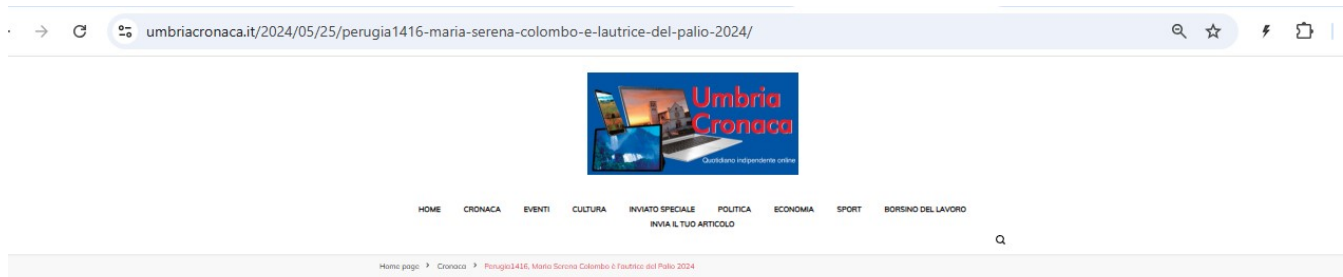 umbriacronaca.it/2024/05/25/perugia1416-maria-serena-colombo-e-lautrice-del-palio-2024/
Umbria
Cronaca
Quotidiano indipendente online
HOME CRONACA EVENTI CULTURA INVIATO SPECIALE POLITICA ECONOMIA SPORT BORSINO DEL LAVORO
INVIA IL TUO ARTICOLO
Home page > Cronaca > Perugia1416, Maria Serena Colombo è l'autrice del Palio 2024